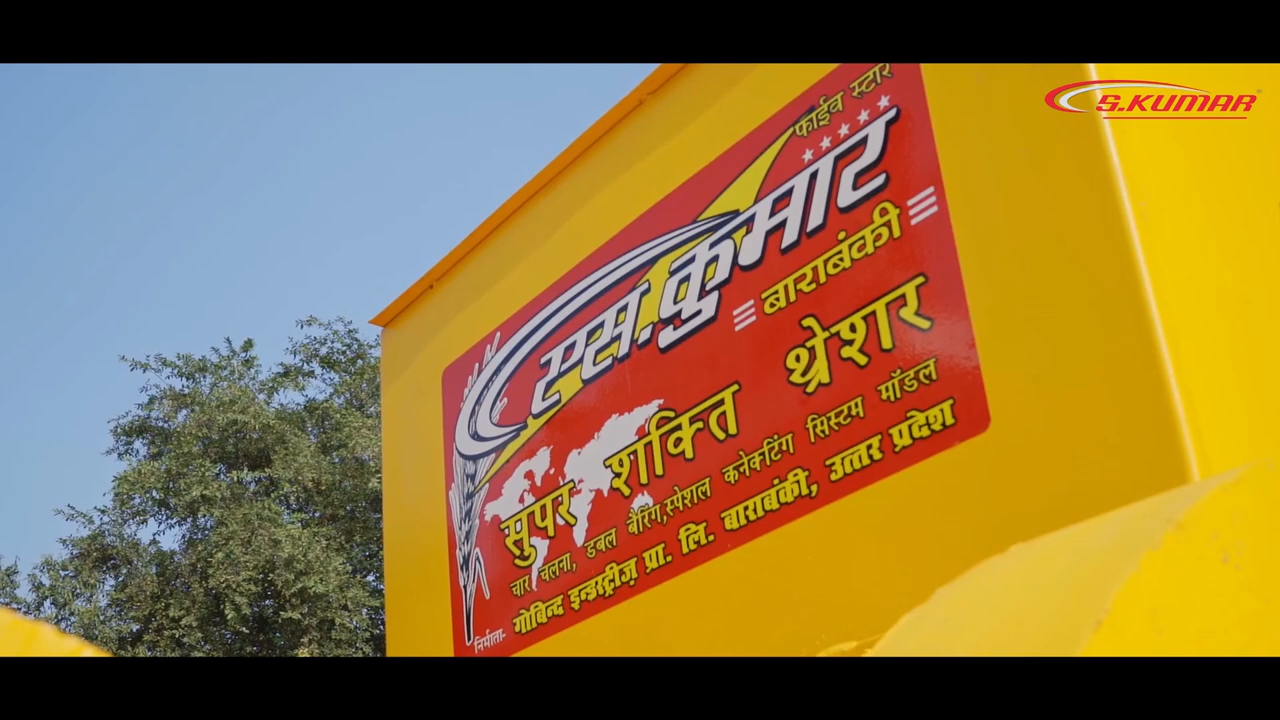 S.KUMAR
फाईव स्टार
एस.कुमार
बाराबंकी
सुपर शक्ति थ्रेशर
चार चलना, डबल बैरिंग,स्पेशल कनेक्टिंग सिस्टम मॉडल
निर्माता- गोबिन्द इन्डस्ट्रीज़ प्रा. लि. बाराबंकी, उत्तर प्रदेश